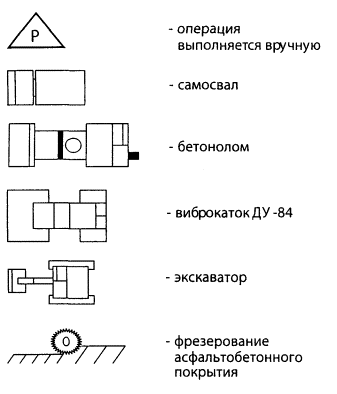 Р
- операция
выполняется вручную
- самосвал
- бетонолом
- виброкаток ДУ -84
- экскаватор
О
- фрезерование
асфальтобетонного
покрытия